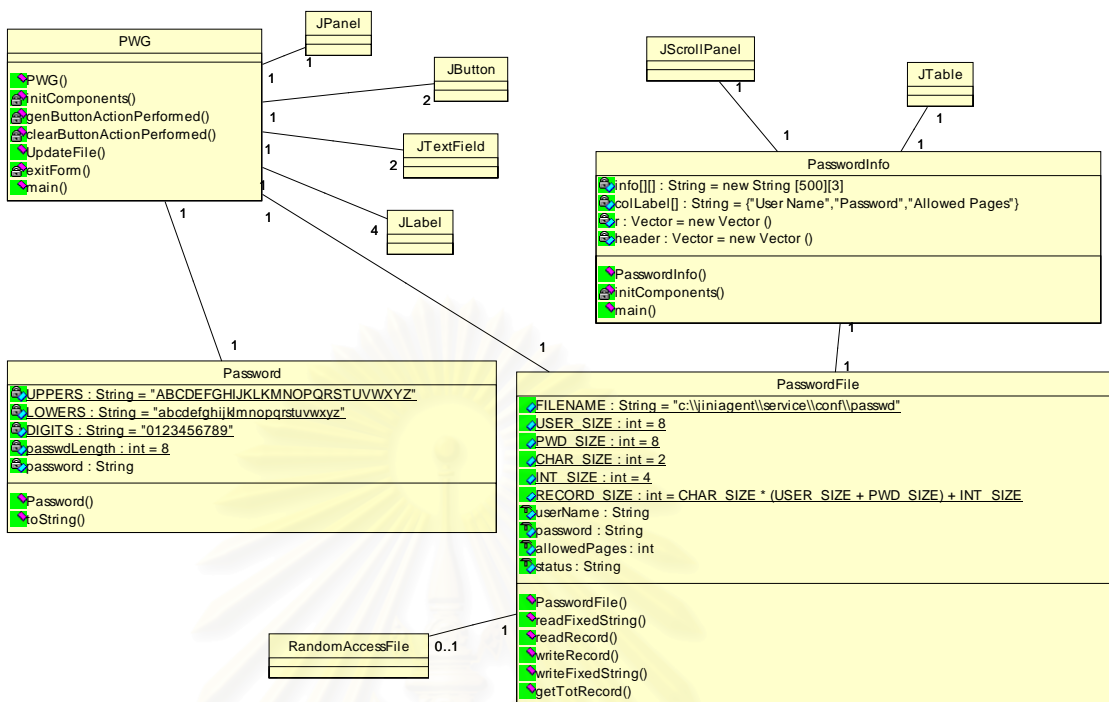 PWG
PWG()
initComponents()
genButtonActionPerformed()
clearButtonActionPerformed()
UpdateFile()
exitForm()
main()
JPanel
1
1
JButton
1
2
JTextField
1
2
JLabel
1
4
1
1
1
1
1
JScrollPanel
1
1
JTable
1
1
PasswordInfo
info[][] : String = new String [500][3]
colLabel[] : String = {"User Name","Password","Allowed Pages"}
r : Vector = new Vector ()
header : Vector = new Vector ()
PasswordInfo()
initComponents()
main()
1
1
Password
UPPERS : String = "ABCDEFGHIJKLKMNOPQRSTUVWXYZ"
LOWERS : String = "abcdefghijklmnopqrstuvwxyz"
DIGITS : String = "0123456789"
passwdLength : int = 8
password : String
Password()
toString()
PasswordFile
FILENAME : String = "c:\\jiniagent\\service\\conf\\passwd"
USER_SIZE : int = 8
PWD_SIZE : int = 8
CHAR_SIZE : int = 2
INT_SIZE : int = 4
RECORD_SIZE : int = CHAR_SIZE * (USER_SIZE + PWD_SIZE) + INT_SIZE
userName : String
password : String
allowedPages : int
status : String
PasswordFile()
readFixedString()
readRecord()
writeRecord()
writeFixedString()
getTotRecord()
RandomAccessFile
0..1
1